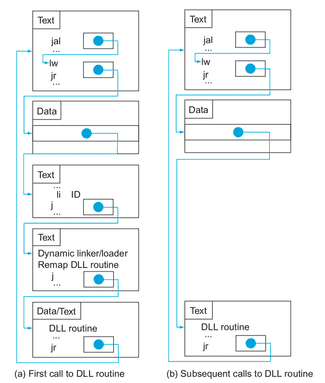 Text
jal
...
lw
jr
...
Data
Text
...
li ID
j
...
Text
Dynamic linker/loader
Remap DLL routine
j
...
Data/Text
DLL routine
...
jr
(a) First call to DLL routine
Text
jal
...
lw
jr
...
Data
Text
DLL routine
...
jr
(b) Subsequent calls to DLL routine